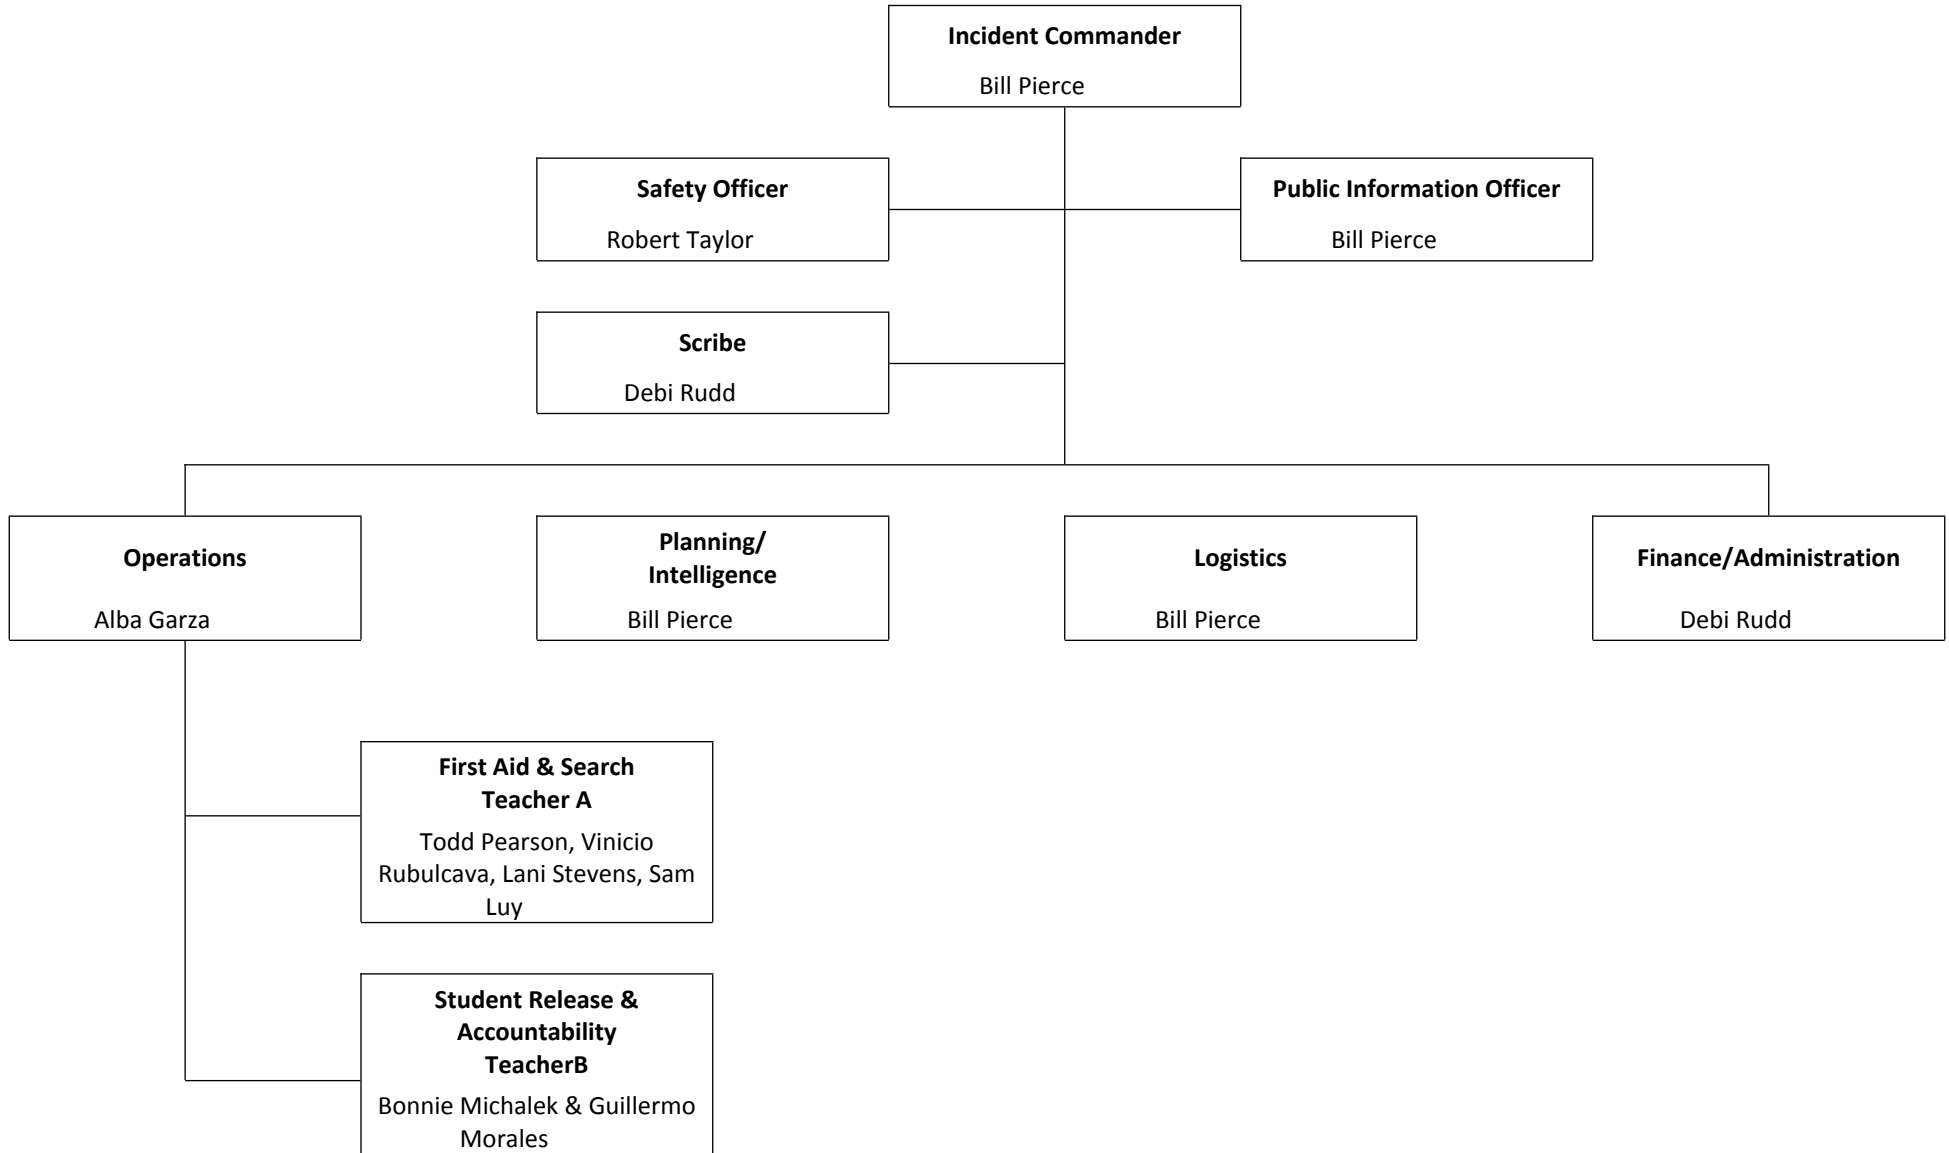 Incident Commander
Bill Pierce
Safety Officer
Robert Taylor
Public Information Officer
Bill Pierce
Scribe
Debi Rudd
Operations
Alba Garza
Planning/
Intelligence
Bill Pierce
Logistics
Bill Pierce
Finance/Administration
Debi Rudd
First Aid & Search
Teacher A
Todd Pearson, Vinicio
Rubulcava, Lani Stevens, Sam
Luy
Student Release &
Accountability
TeacherB
Bonnie Michalek & Guillermo
Morales